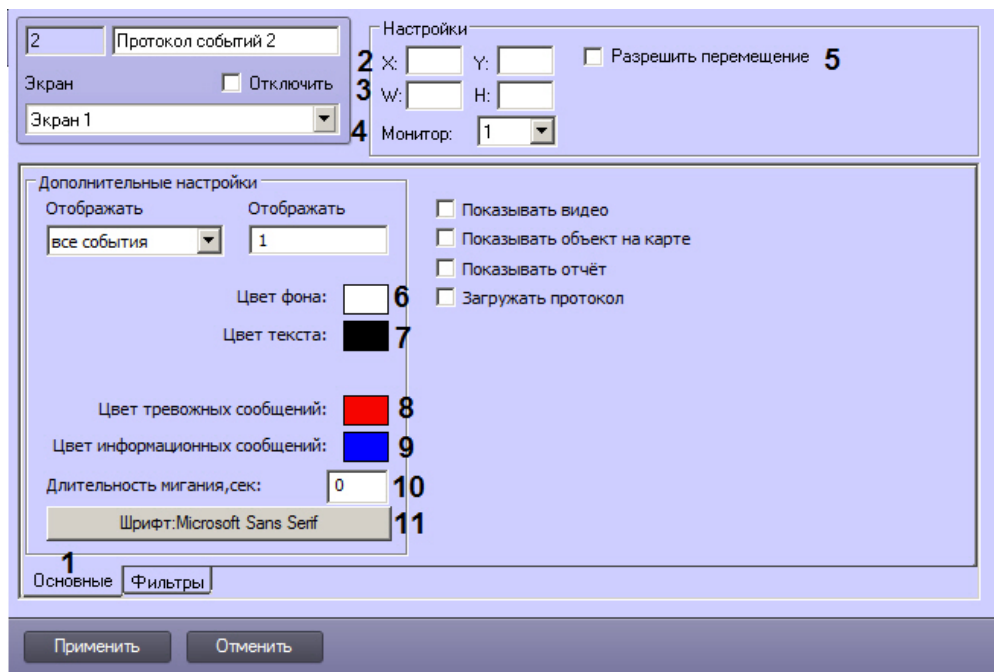 2 Протокол событий 2
Экран Отключить
Экран 1
Настройки
2 X: Y: Разрешить перемещение 5
3 W: H:
4 Монитор: 1
Дополнительные настройки
Отображать Отображать
все события 1
Цвет фона: 6
Цвет текста: 7
Цвет тревожных сообщений: 8
Цвет информационных сообщений: 9
Длительность мигания,сек: 0 10
Шрифт:Microsoft Sans Serif 11
Показывать видео
Показывать объект на карте
Показывать отчёт
Загружать протокол
1
Основные Фильтры
Применить Отменить